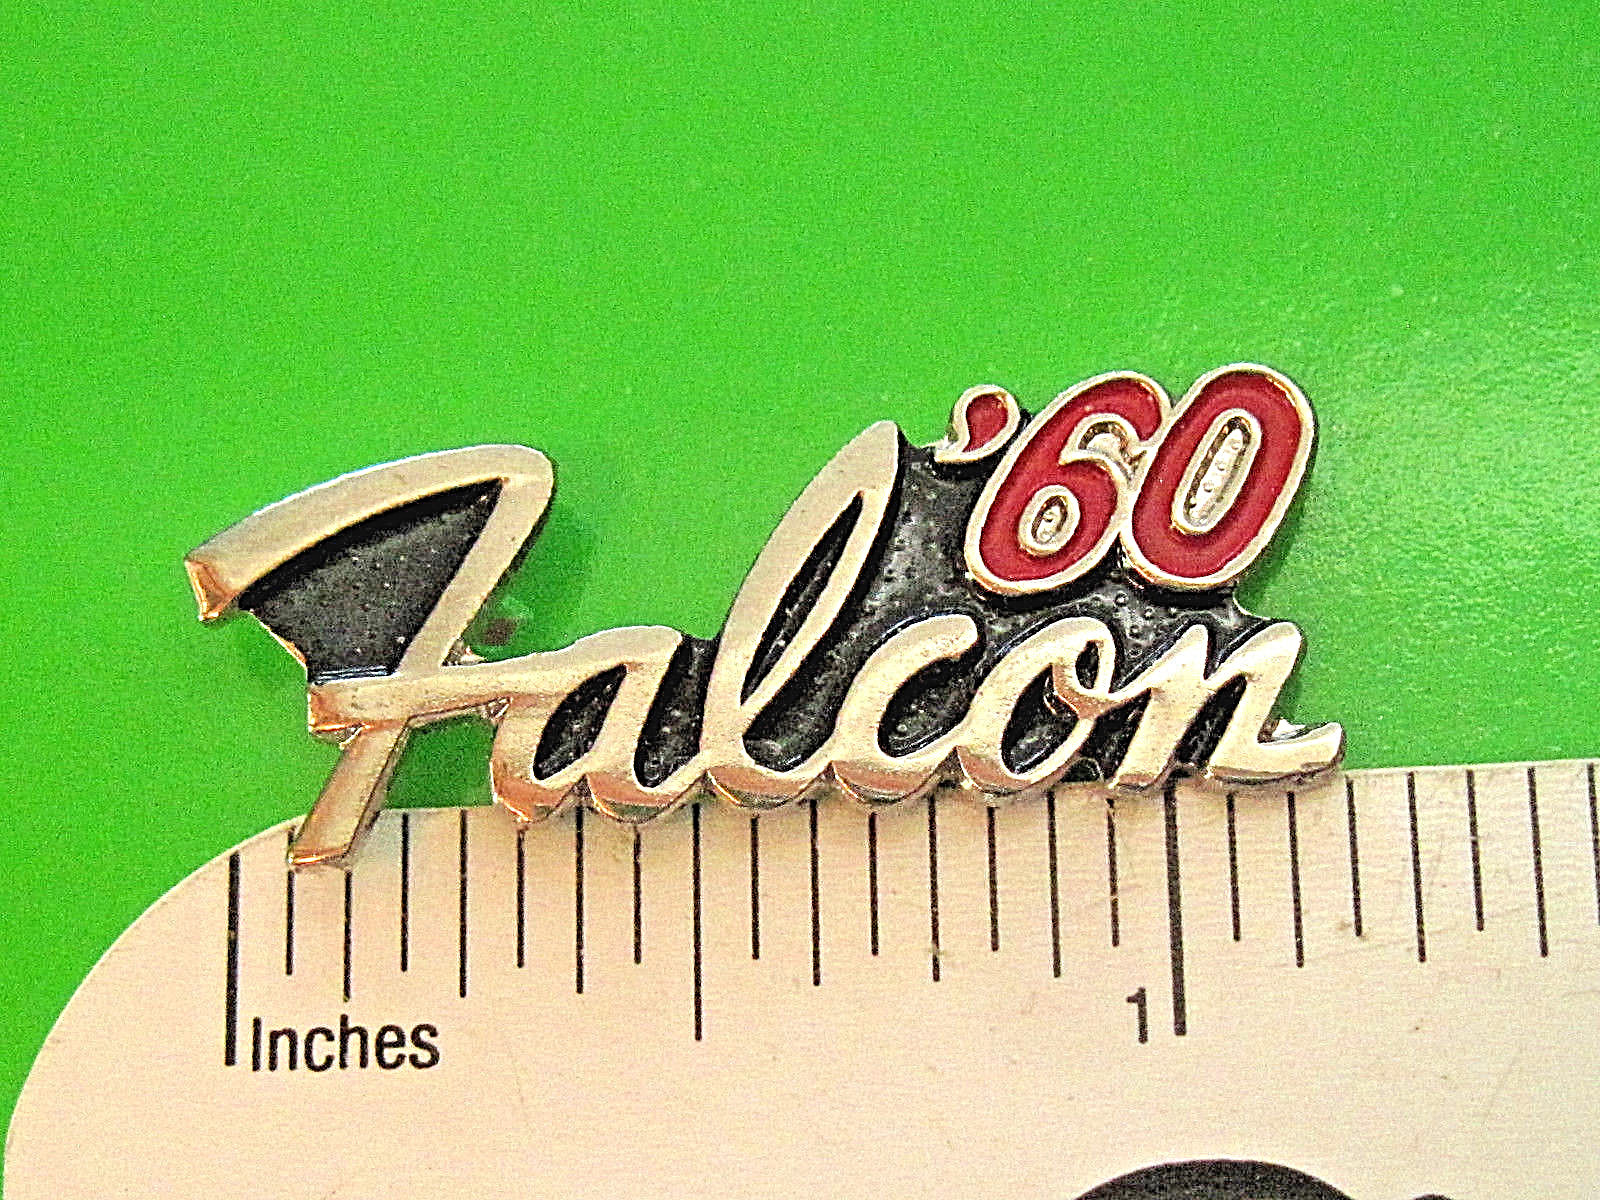 Falcon '60
Inches 1